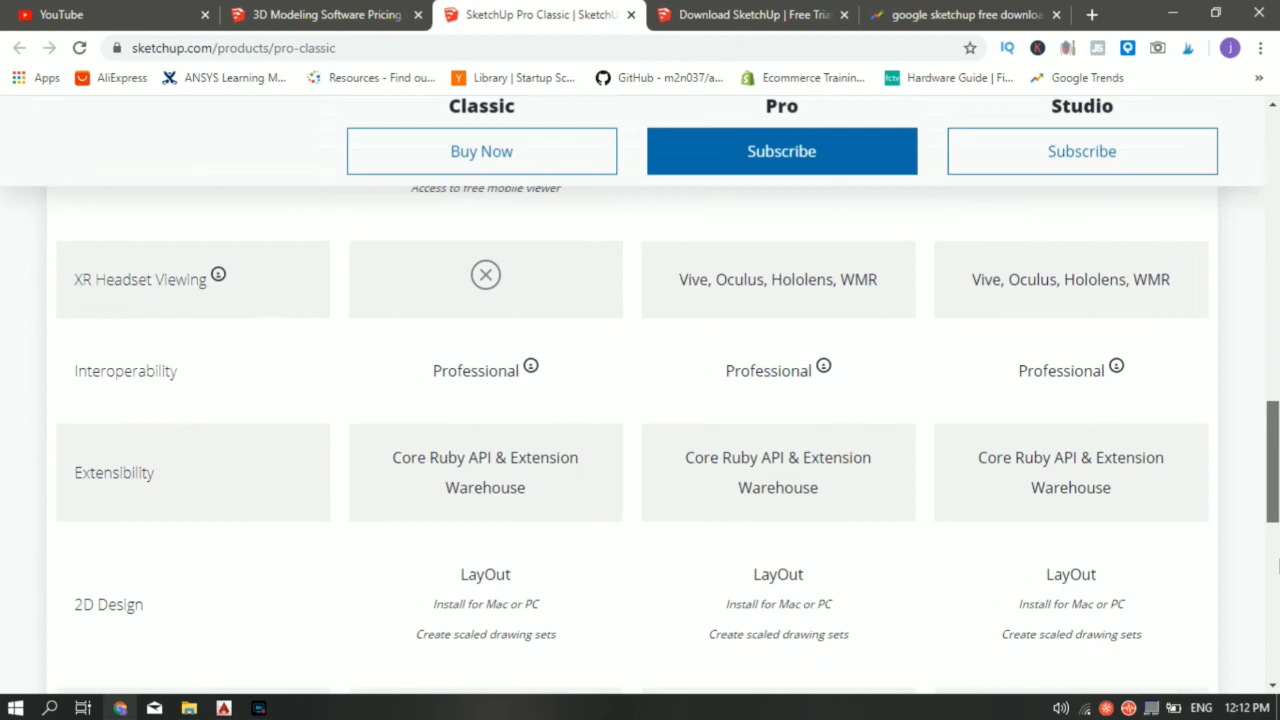 YouTube
3D Modeling Software Pricing
SketchUp Pro Classic | SketchU
Download SketchUp | Free Tria
google sketchup free downloa
sketchup.com/products/pro-classic
IQ
K
JS
j
Apps
AliExpress
ANSYS Learning M...
Resources - Find ou...
Library | Startup Sc...
GitHub - m2n037/a...
Ecommerce Trainin...
fctv
Hardware Guide | Fi...
Google Trends
»
Classic
Pro
Studio
Buy Now
Subscribe
Subscribe
Access to free mobile viewer
XR Headset Viewing
Vive, Oculus, Hololens, WMR
Vive, Oculus, Hololens, WMR
Interoperability
Professional
Professional
Professional
Extensibility
Core Ruby API & Extension
Warehouse
Core Ruby API & Extension
Warehouse
Core Ruby API & Extension
Warehouse
2D Design
LayOut
Install for Mac or PC
Create scaled drawing sets
LayOut
Install for Mac or PC
Create scaled drawing sets
LayOut
Install for Mac or PC
Create scaled drawing sets
ENG
12:12 PM